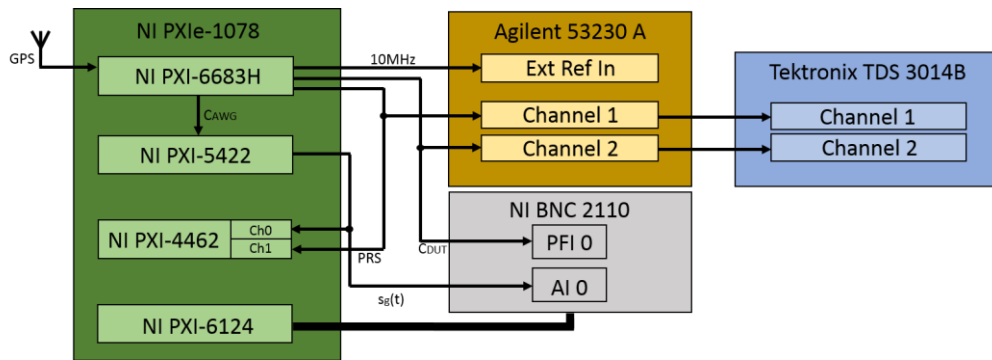 NI PXIe-1078
GPS
NI PXI-6683H
CAWG
NI PXI-5422
NI PXI-4462
Ch0
Ch1
NI PXI-6124
10MHz
PRS
CDUT
sg(t)
Agilent 53230 A
Ext Ref In
Channel 1
Channel 2
NI BNC 2110
PFI 0
AI 0
Tektronix TDS 3014B
Channel 1
Channel 2